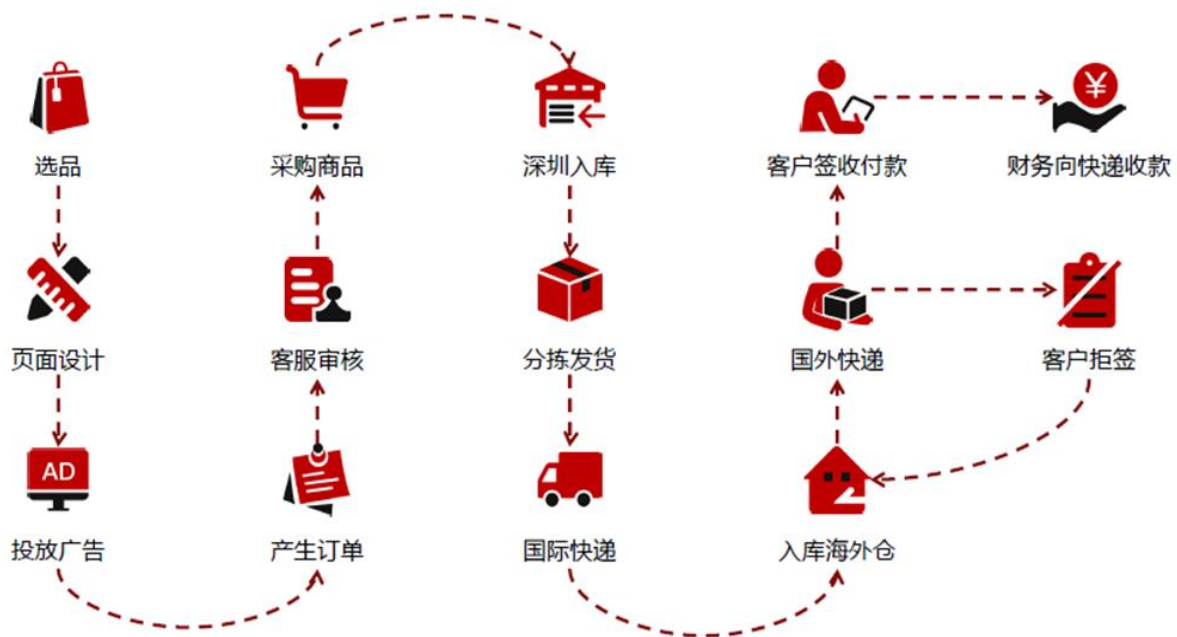 选品
采购商品
深圳入库
客户签收付款
¥
财务向快递收款
页面设计
客服审核
分拣发货
国外快递
客户拒签
AD
投放广告
产生订单
国际快递
入库海外仓